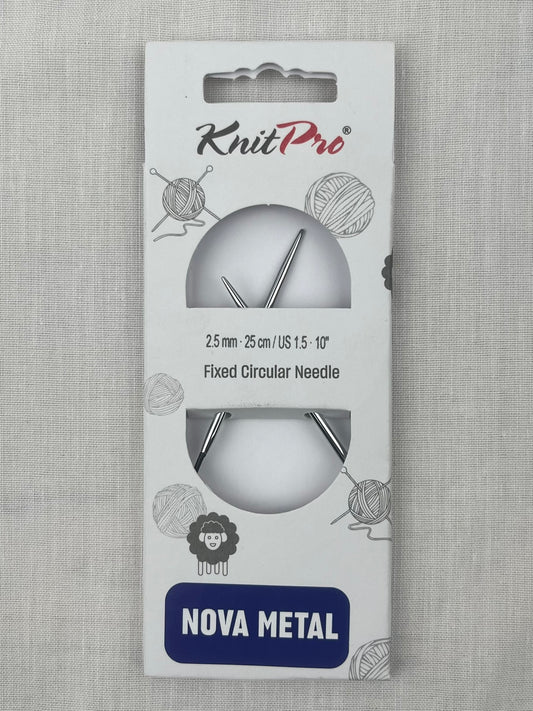 KnitPro®
2.5 mm · 25 cm / US 1.5 · 10"
Fixed Circular Needle
NOVA METAL